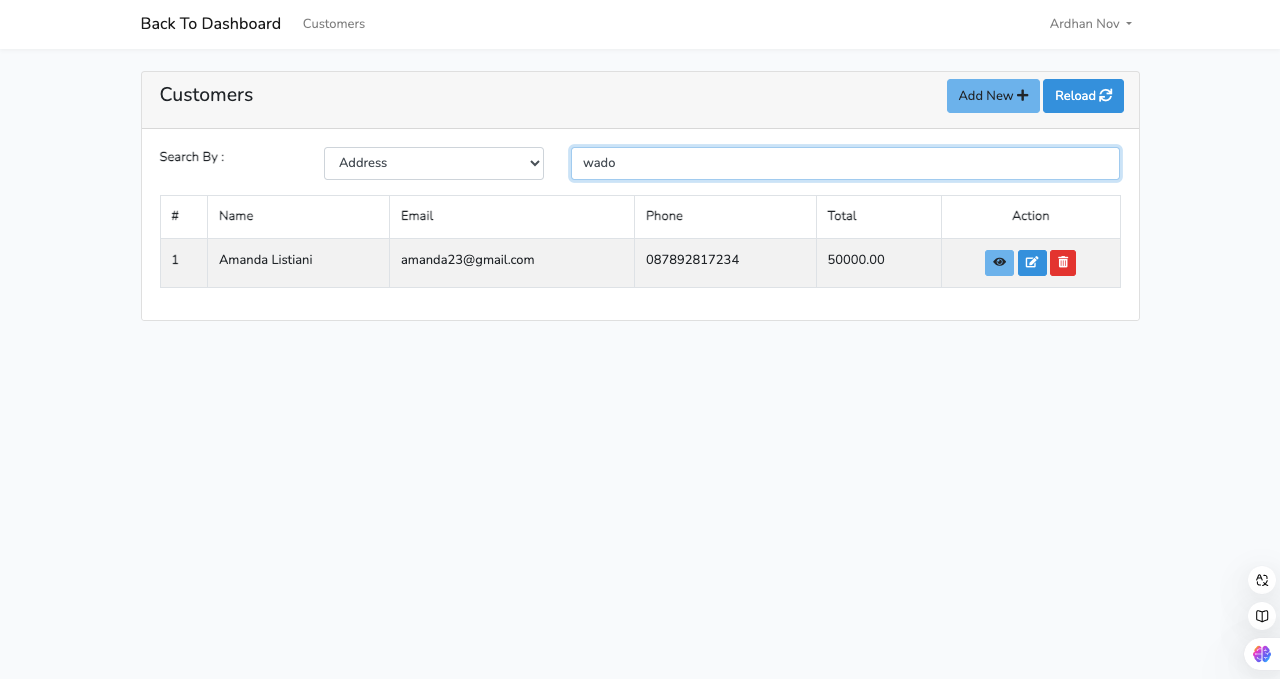 Back To Dashboard Customers Ardhan Nov
Customers Add New Reload
Search By : Address wado
# Name Email Phone Total Action
1 Amanda Listiani amanda23@gmail.com 087892817234 50000.00